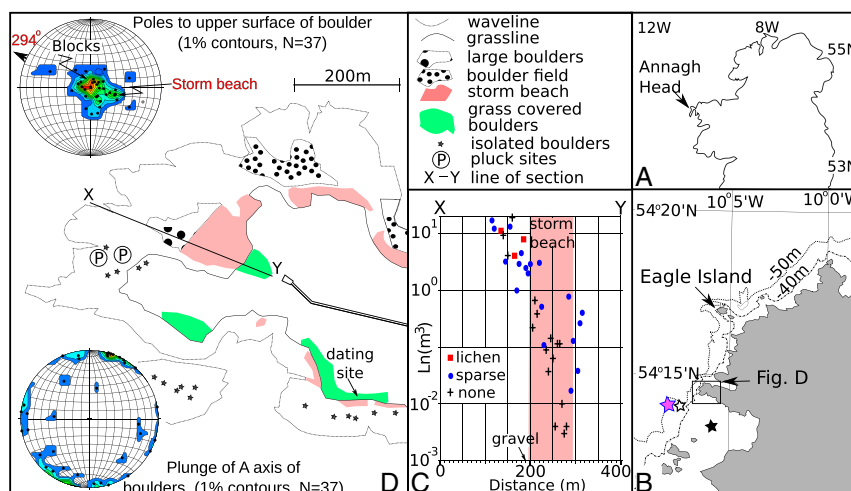 Poles to upper surface of boulder
(1% contours, N=37)
294°
Blocks
Storm beach
200m
X
P P
Y
dating
site
Plunge of A axis of
boulders (1% contours, N=37)
D
waveline
grassline
large boulders
boulder field
storm beach
grass covered
boulders
isolated boulders
P pluck sites
X–Y line of section
X Y
storm
beach
10¹
10⁰
10⁻²
10⁻³
Ln(m³)
lichen
sparse
none
gravel
0 200 400
Distance (m)
C
12W 8W
55N
Annagh
Head
53N
A
10°5'W 10°0'W
54°20'N
-50m
-40m
Eagle Island
54°15'N
Fig. D
B